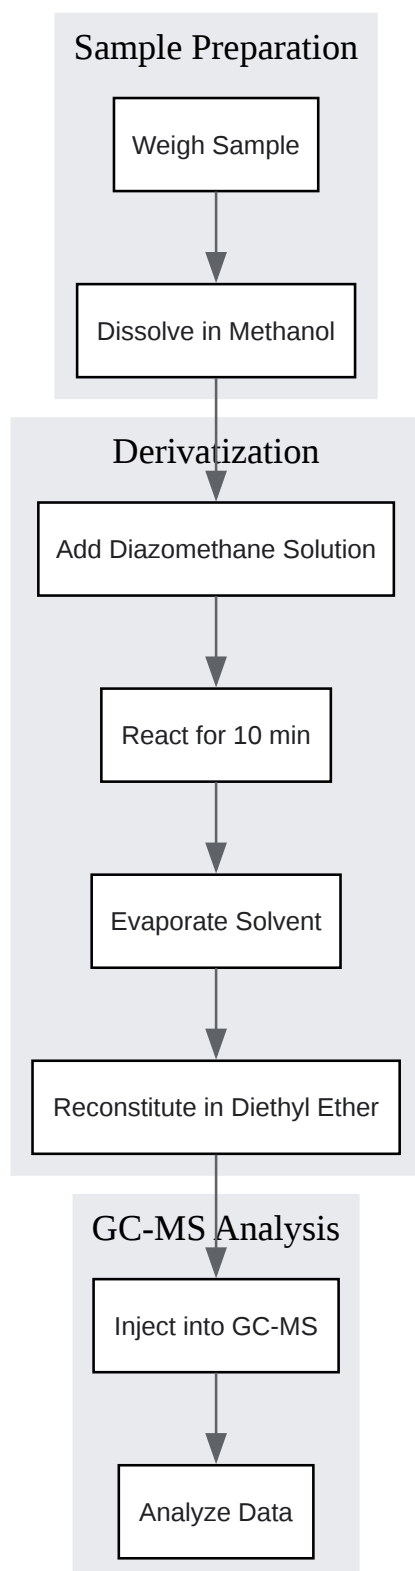 Sample Preparation
Weigh Sample
Dissolve in Methanol
Derivatization
Add Diazomethane Solution
React for 10 min
Evaporate Solvent
Reconstitute in Diethyl Ether
GC-MS Analysis
Inject into GC-MS
Analyze Data